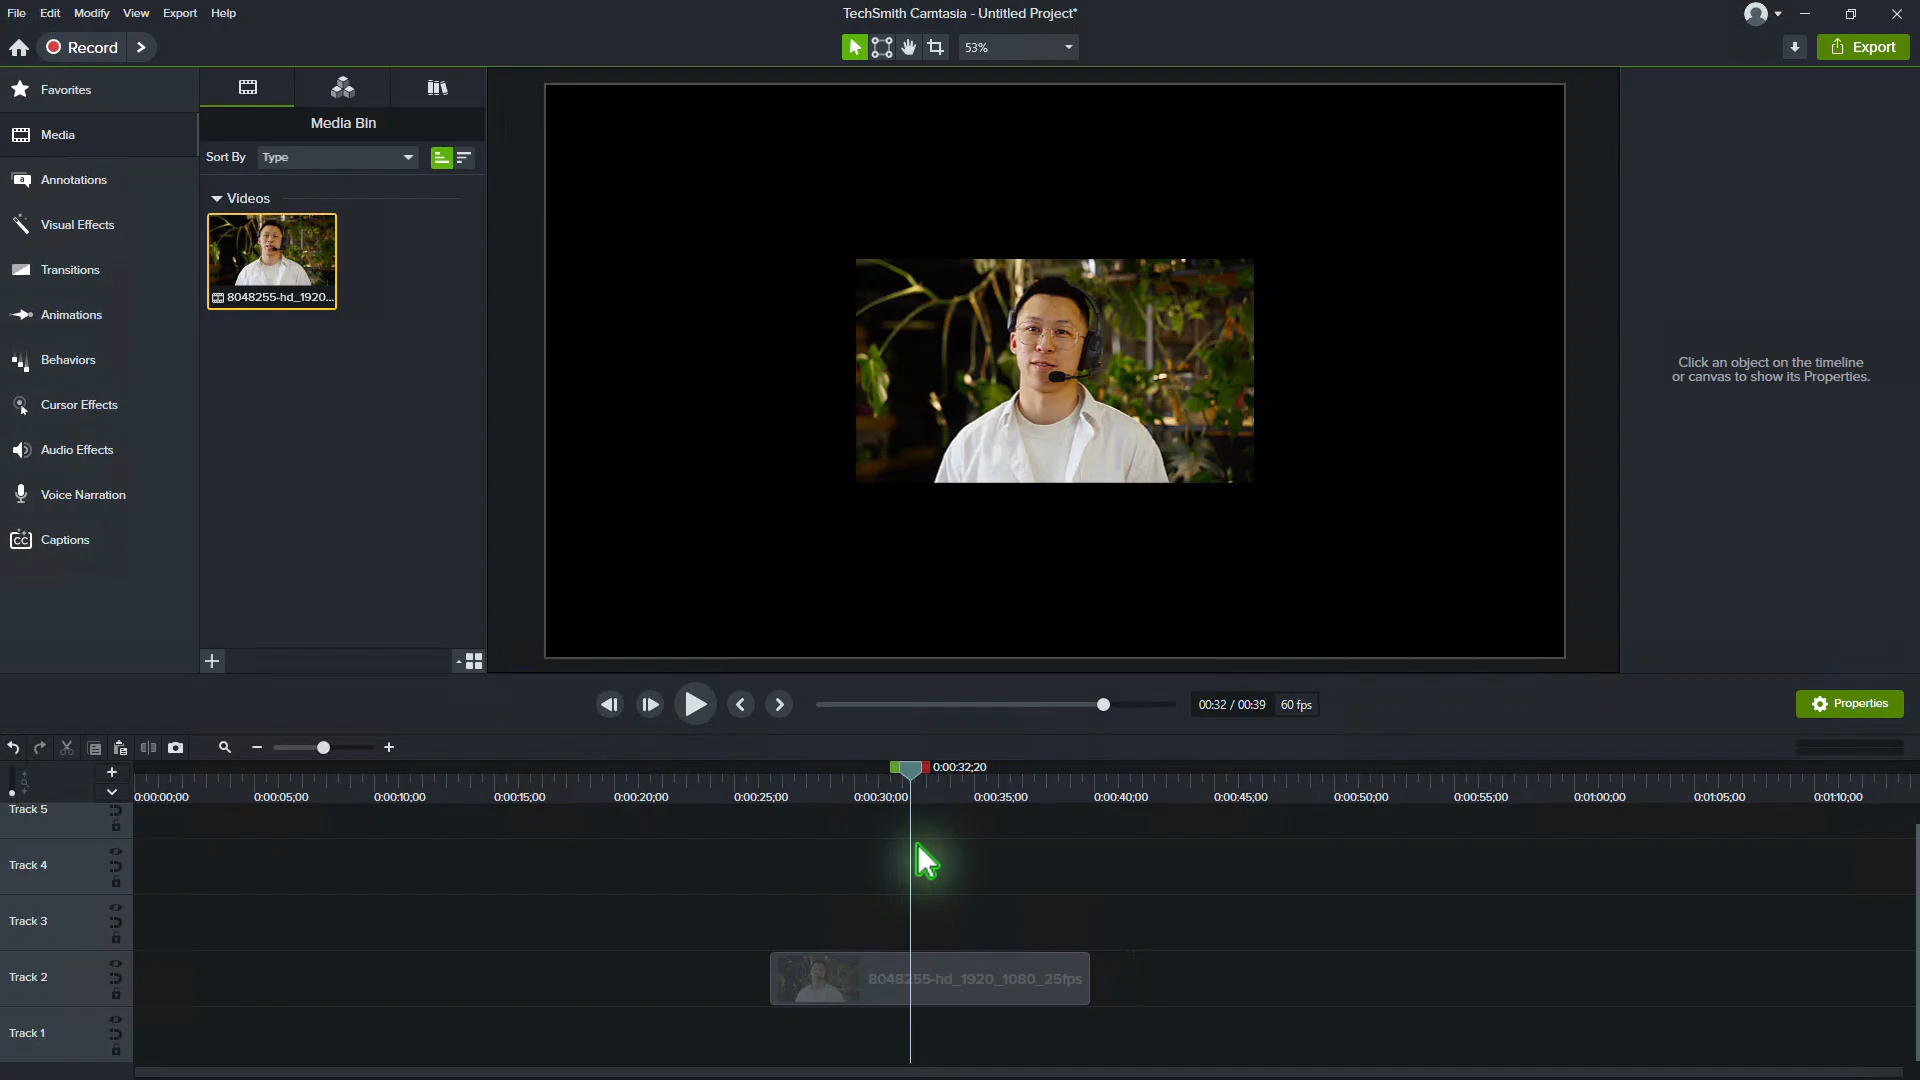 File Edit Modify View Export Help
TechSmith Camtasia - Untitled Project*
Record
53%
Export
Favorites
Media
Annotations
Visual Effects
Transitions
Animations
Behaviors
Cursor Effects
Audio Effects
Voice Narration
Captions
Media Bin
Sort By Type
Videos
8048255-hd_1920...
Click an object on the timeline
or canvas to show its Properties.
00:32 / 00:39 60 fps
Properties
0:00:32;20
0:00:00;00 0:00:05;00 0:00:10;00 0:00:15;00 0:00:20;00 0:00:25;00 0:00:30;00 0:00:35;00 0:00:40;00 0:00:45;00 0:00:50;00 0:00:55;00 0:01:00;00 0:01:05;00 0:01:10;00
Track 5
Track 4
Track 3
Track 2
8048255-hd_1920_1080_25fps
Track 1